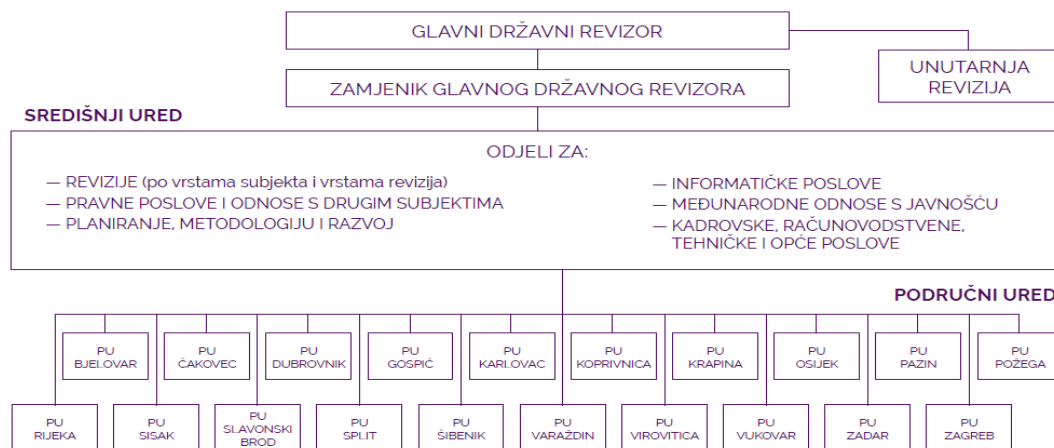 GLAVNI DRŽAVNI REVIZOR
UNUTARNJA
REVIZIJA
ZAMJENIK GLAVNOG DRŽAVNOG REVIZORA
SREDIŠNJI URED
ODJELI ZA:
— REVIZIJE (po vrstama subjekta i vrstama revizija)
— PRAVNE POSLOVE I ODNOSE S DRUGIM SUBJEKTIMA
— PLANIRANJE, METODOLOGIJU I RAZVOJ
— INFORMATIČKE POSLOVE
— MEĐUNARODNE ODNOSE S JAVNOŠĆU
— KADROVSKE, RAČUNOVODSTVENE,
TEHNIČKE I OPĆE POSLOVE
PODRUČNI URED
PU
BJELOVAR
PU
ČAKOVEC
PU
DUBROVNIK
PU
GOSPIĆ
PU
KARLOVAC
PU
KOPRIVNICA
PU
KRAPINA
PU
OSIJEK
PU
PAZIN
PU
POŽEGA
PU
RIJEKA
PU
SISAK
PU
SLAVONSKI
BROD
PU
SPLIT
PU
ŠIBENIK
PU
VARAŽDIN
PU
VIROVITICA
PU
VUKOVAR
PU
ZADAR
PU
ZAGREB